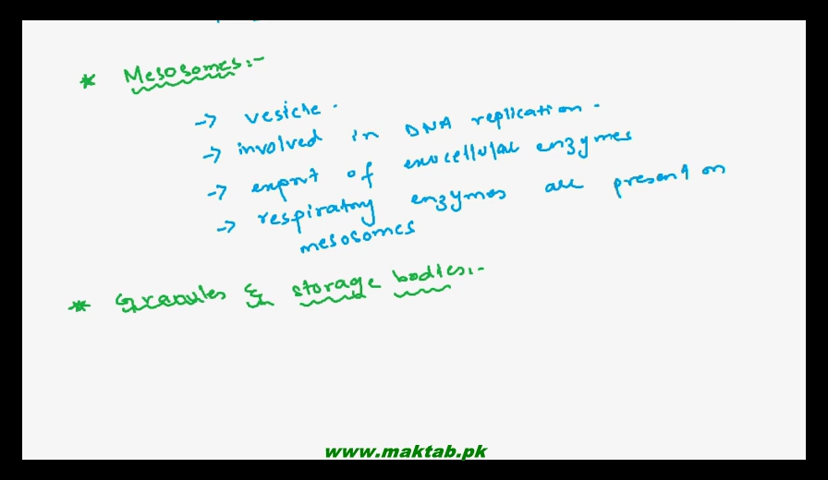 * Mesosomes:-
→ vesicle.
→ involved in DNA replication.
→ export of exocellular enzymes
→ respiratory enzymes are present on
mesosomes
* Granules & storage bodies:-
www.maktab.pk